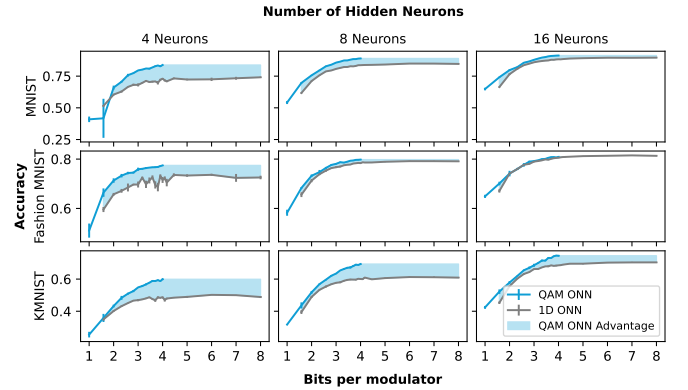 Number of Hidden Neurons
4 Neurons 8 Neurons 16 Neurons
MNIST
0.75
0.50
0.25
Accuracy
Fashion MNIST
0.8
0.6
KMNIST
0.6
0.4
QAM ONN
1D ONN
QAM ONN Advantage
1 2 3 4 5 6 7 8 1 2 3 4 5 6 7 8 1 2 3 4 5 6 7 8
Bits per modulator